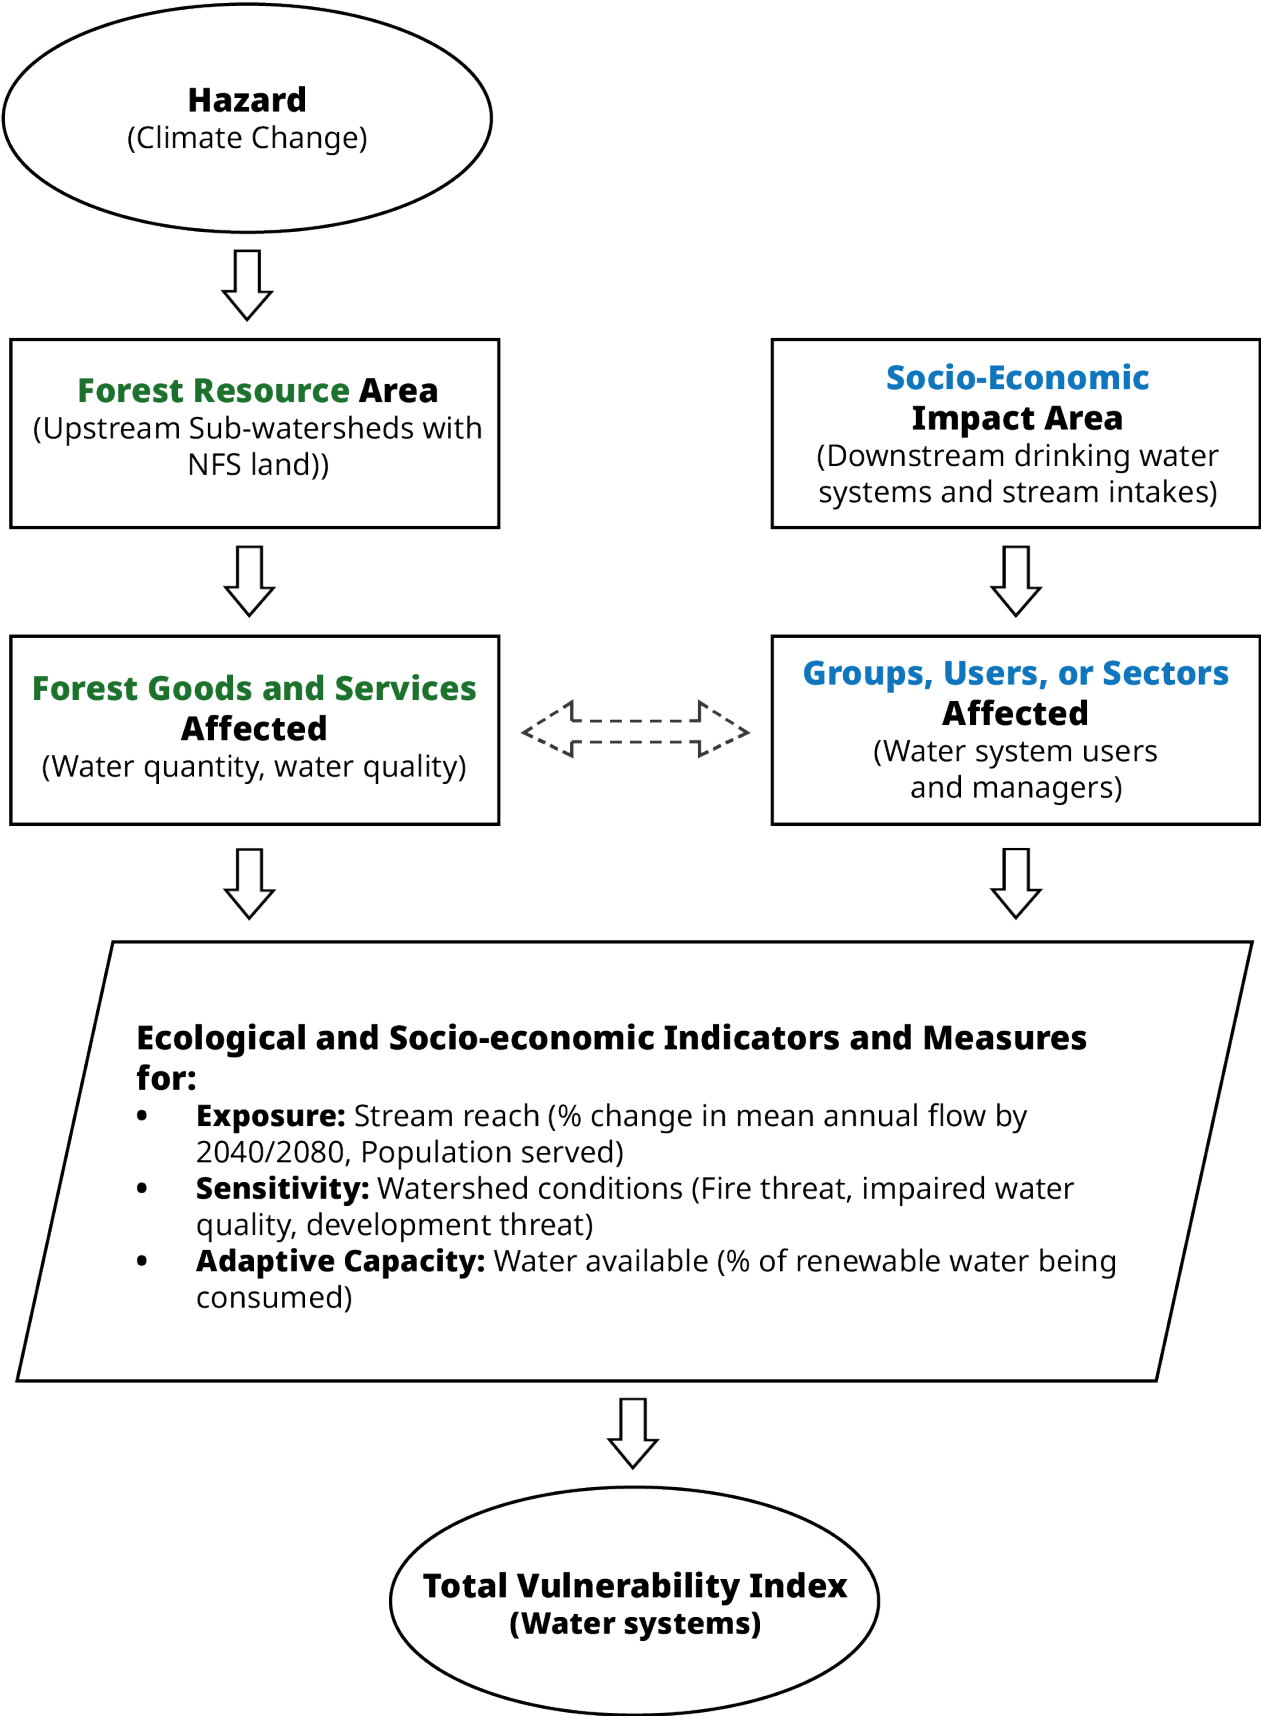 Hazard
(Climate Change)
Forest Resource Area
(Upstream Sub-watersheds with
NFS land))
Socio-Economic
Impact Area
(Downstream drinking water
systems and stream intakes)
Forest Goods and Services
Affected
(Water quantity, water quality)
Groups, Users, or Sectors
Affected
(Water system users
and managers)
Ecological and Socio-economic Indicators and Measures
for:
• Exposure: Stream reach (% change in mean annual flow by
2040/2080, Population served)
• Sensitivity: Watershed conditions (Fire threat, impaired water
quality, development threat)
• Adaptive Capacity: Water available (% of renewable water being
consumed)
Total Vulnerability Index
(Water systems)